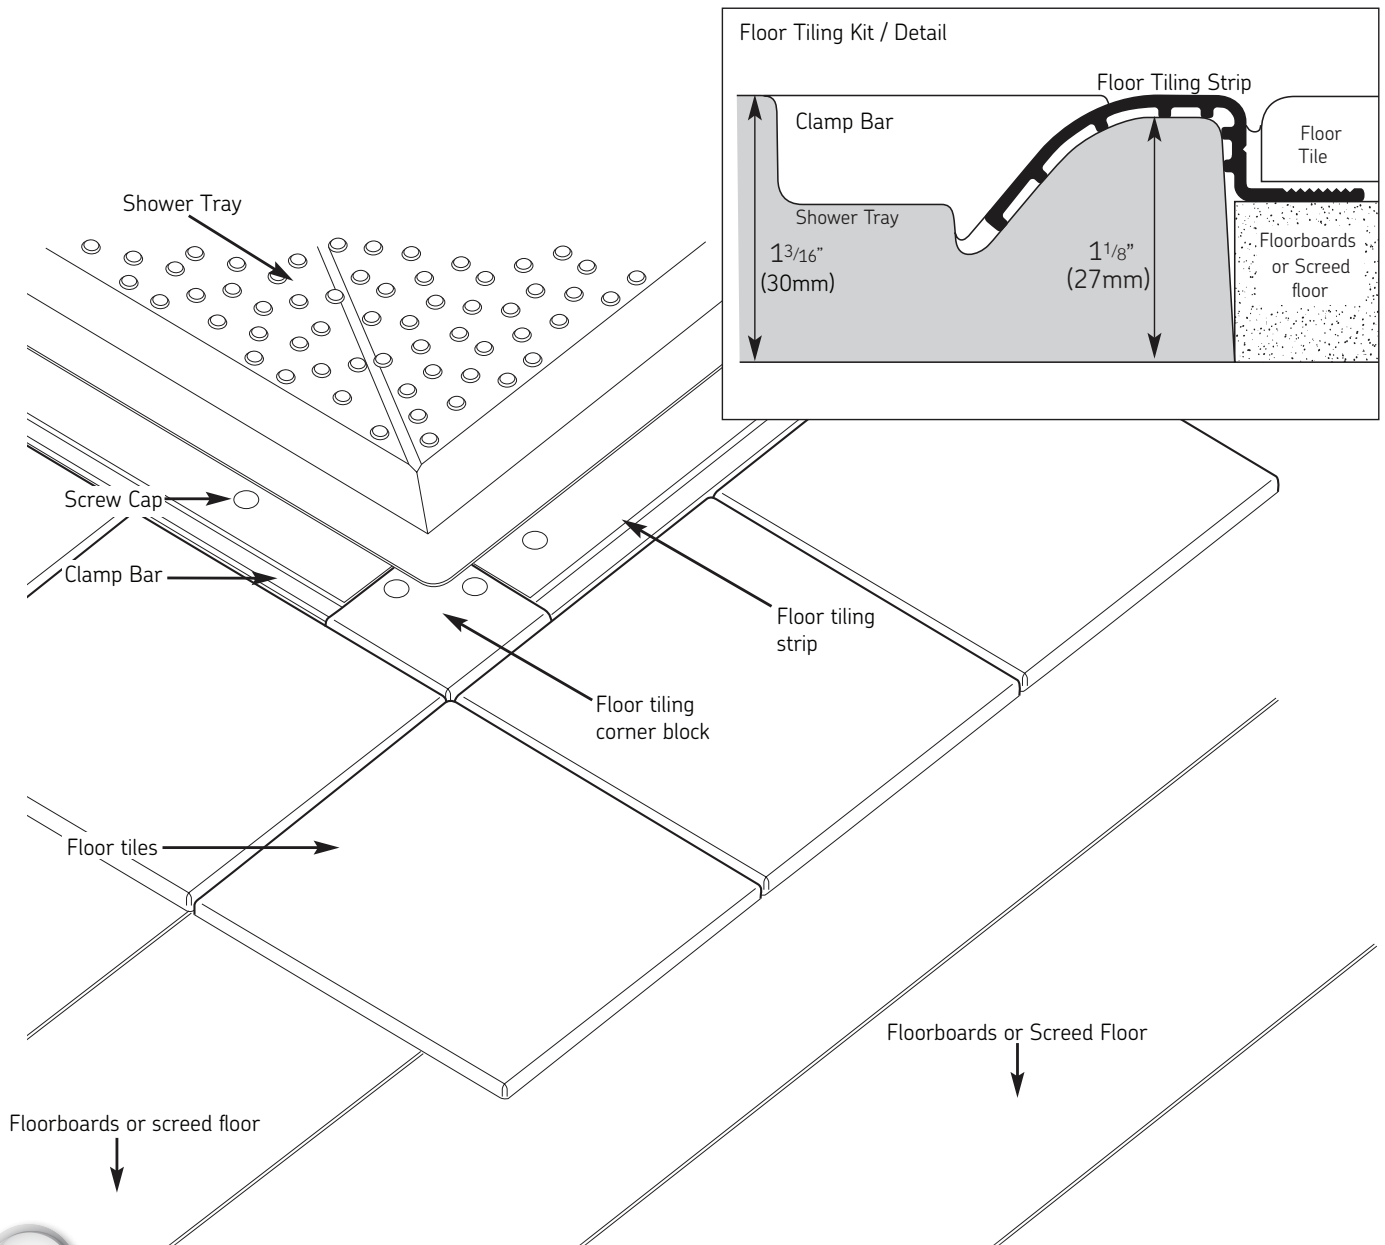 Floor Tiling Kit / Detail
Floor Tiling Strip
Clamp Bar
Floor
Tile
Shower Tray
1 3/16”
(30mm)
1 1/8”
(27mm)
Floorboards
or Screed
floor
Shower Tray
Screw Cap
Clamp Bar
Floor tiling
strip
Floor tiling
corner block
Floor tiles
Floorboards or Screed Floor
Floorboards or screed floor